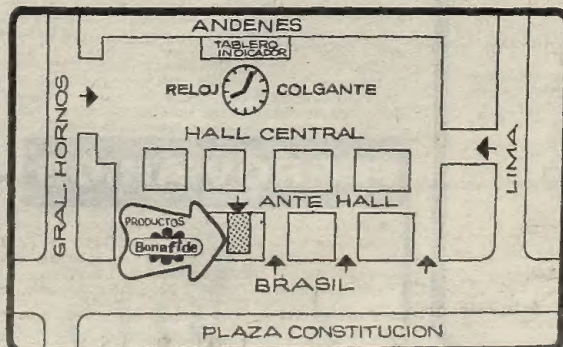 ANDENES
TABLERO
INDICADOR
RELOJ COLGANTE
HALL CENTRAL
GRAL. HORNOS
LIMA
ANTE HALL
PRODUCTOS
Bonafide
BRASIL
PLAZA CONSTITUCION